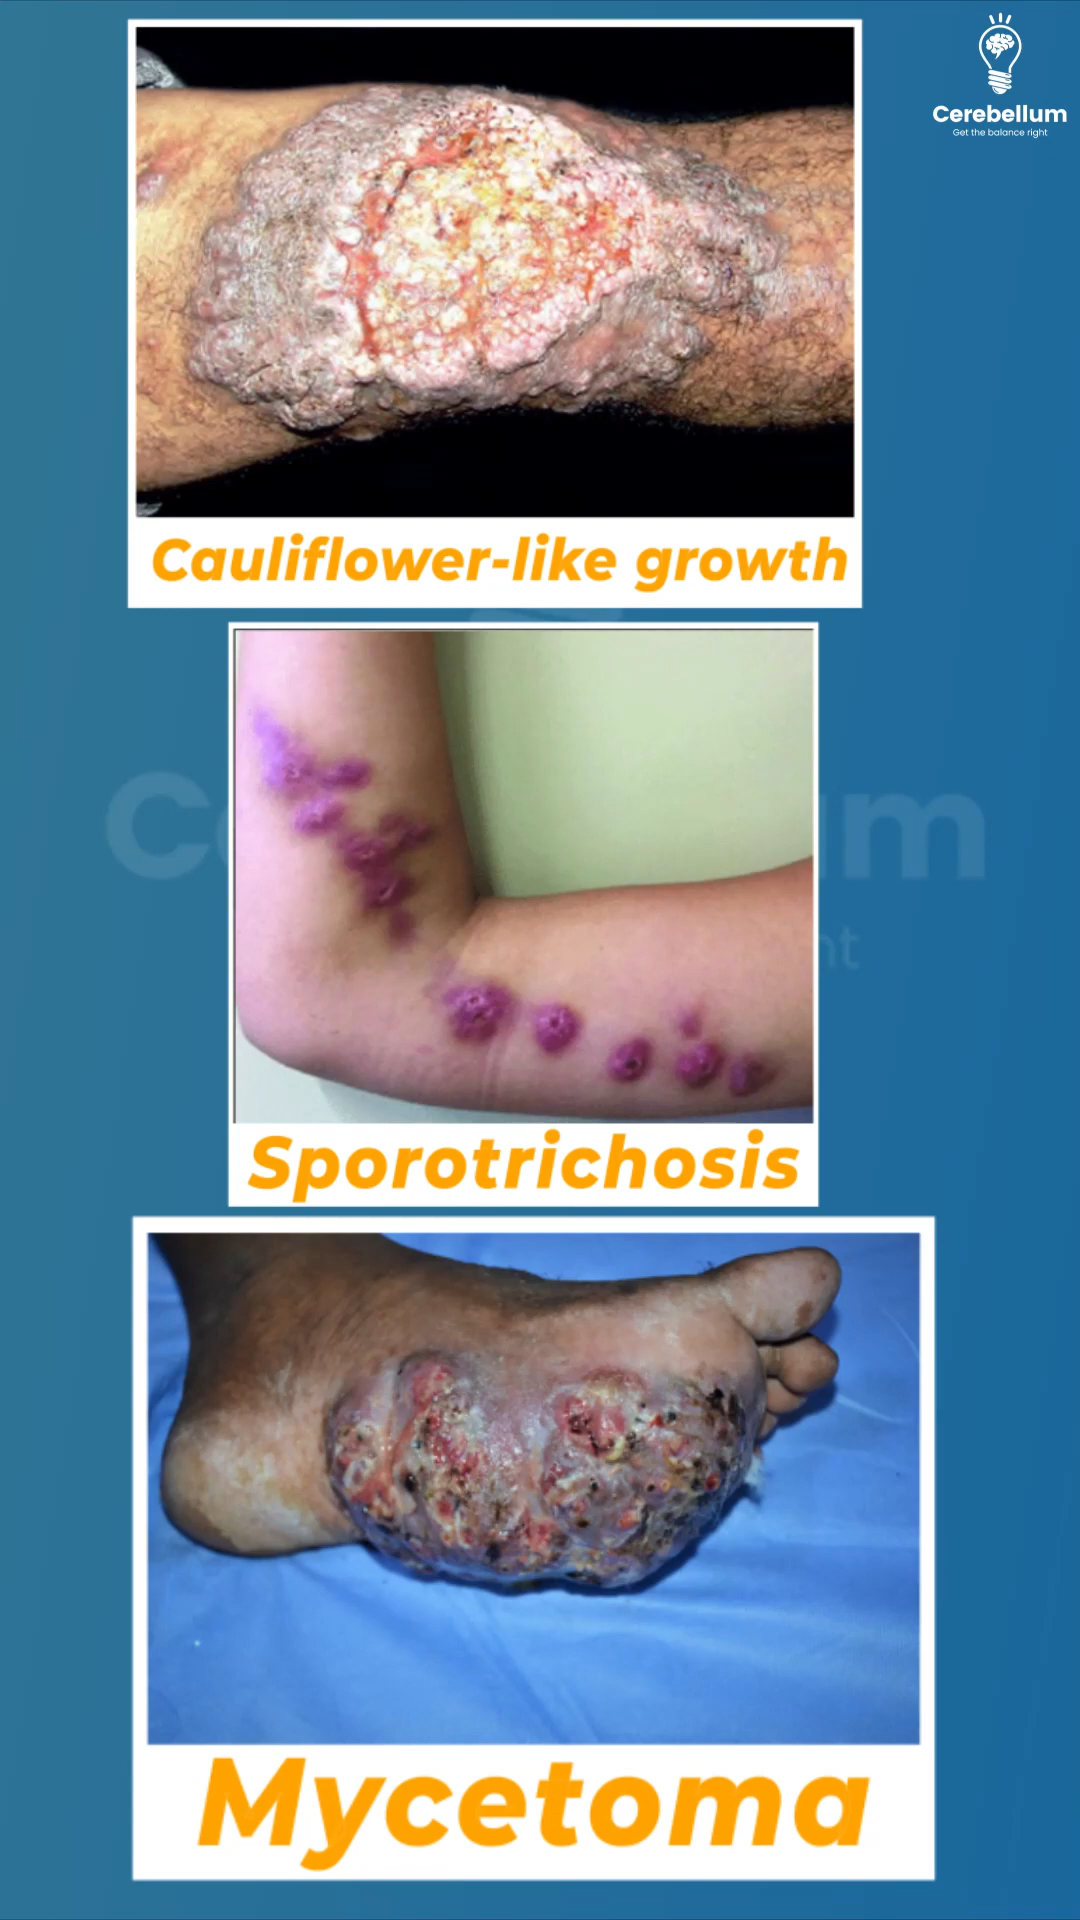 Cerebellum
Get the balance right
Cauliflower-like growth
Sporotrichosis
Mycetoma